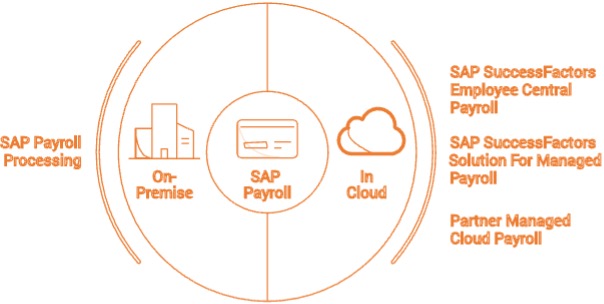 SAP Payroll
Processing
On-
Premise
SAP
Payroll
In
Cloud
SAP SuccessFactors
Employee Central
Payroll
SAP SuccessFactors
Solution For Managed
Payroll
Partner Managed
Cloud Payroll